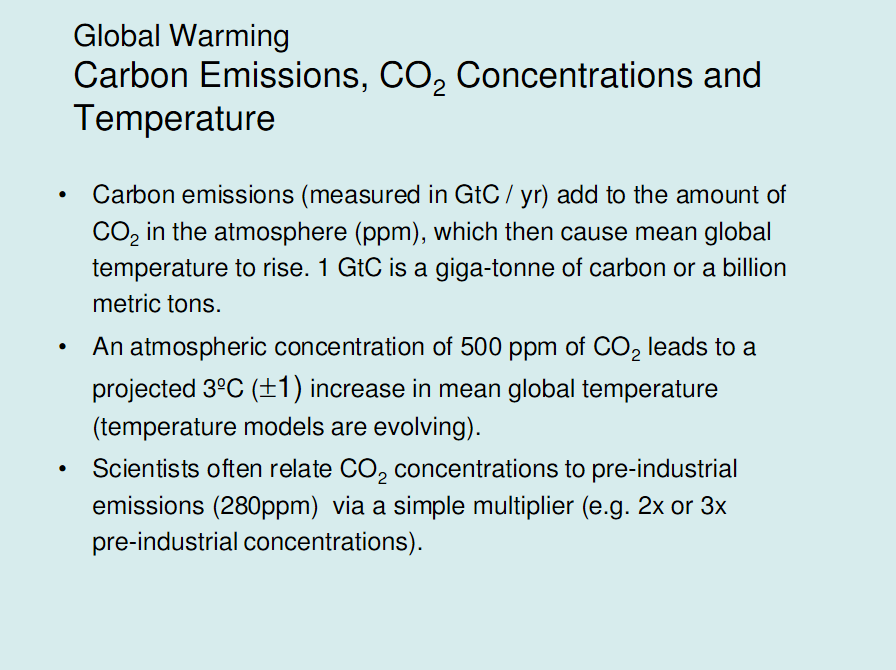 Global Warming
Carbon Emissions, CO₂ Concentrations and
Temperature
• Carbon emissions (measured in GtC / yr) add to the amount of
CO₂ in the atmosphere (ppm), which then cause mean global
temperature to rise. 1 GtC is a giga-tonne of carbon or a billion
metric tons.
• An atmospheric concentration of 500 ppm of CO₂ leads to a
projected 3ºC (±1) increase in mean global temperature
(temperature models are evolving).
• Scientists often relate CO₂ concentrations to pre-industrial
emissions (280ppm) via a simple multiplier (e.g. 2x or 3x
pre-industrial concentrations).